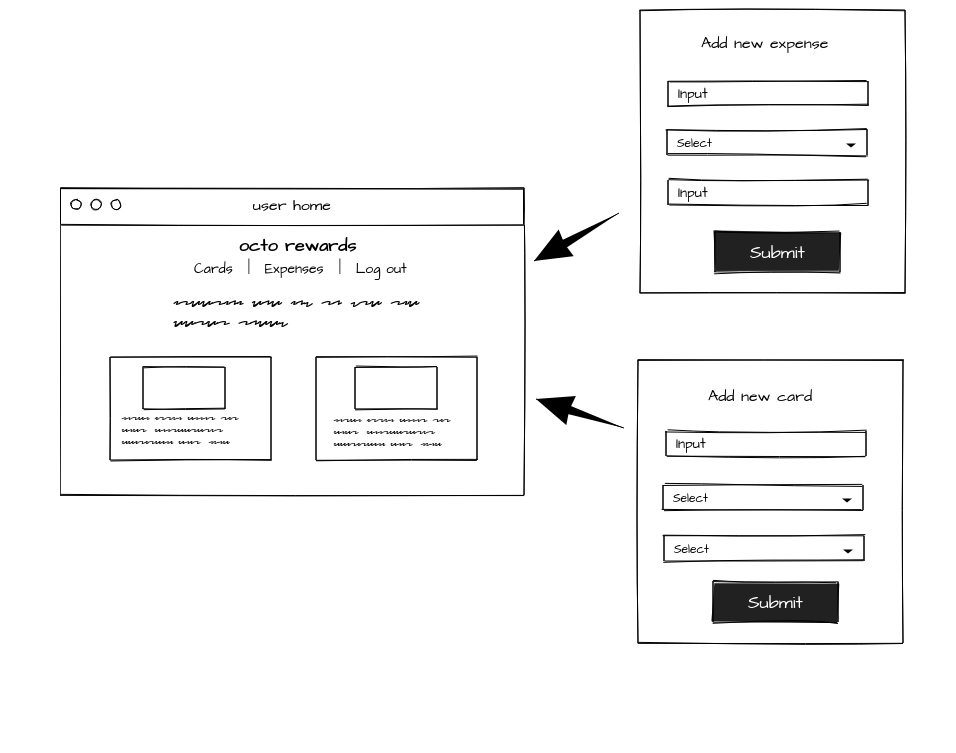 user home
octo rewards
Cards | Expenses | Log out
Add new expense
Input
Select
Input
Submit
Add new card
Input
Select
Select
Submit